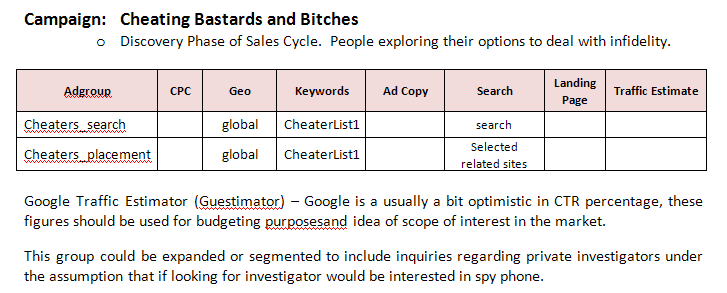 Campaign: Cheating Bastards and Bitches
o Discovery Phase of Sales Cycle. People exploring their options to deal with infidelity.
Adgroup CPC Geo Keywords Ad Copy Search Landing Page Traffic Estimate
Cheaters_search global CheaterList1 search
Cheaters_placement global CheaterList1 Selected related sites
Google Traffic Estimator (Guestimator) – Google is a usually a bit optimistic in CTR percentage, these
figures should be used for budgeting purposesand idea of scope of interest in the market.
This group could be expanded or segmented to include inquiries regarding private investigators under
the assumption that if looking for investigator would be interested in spy phone.